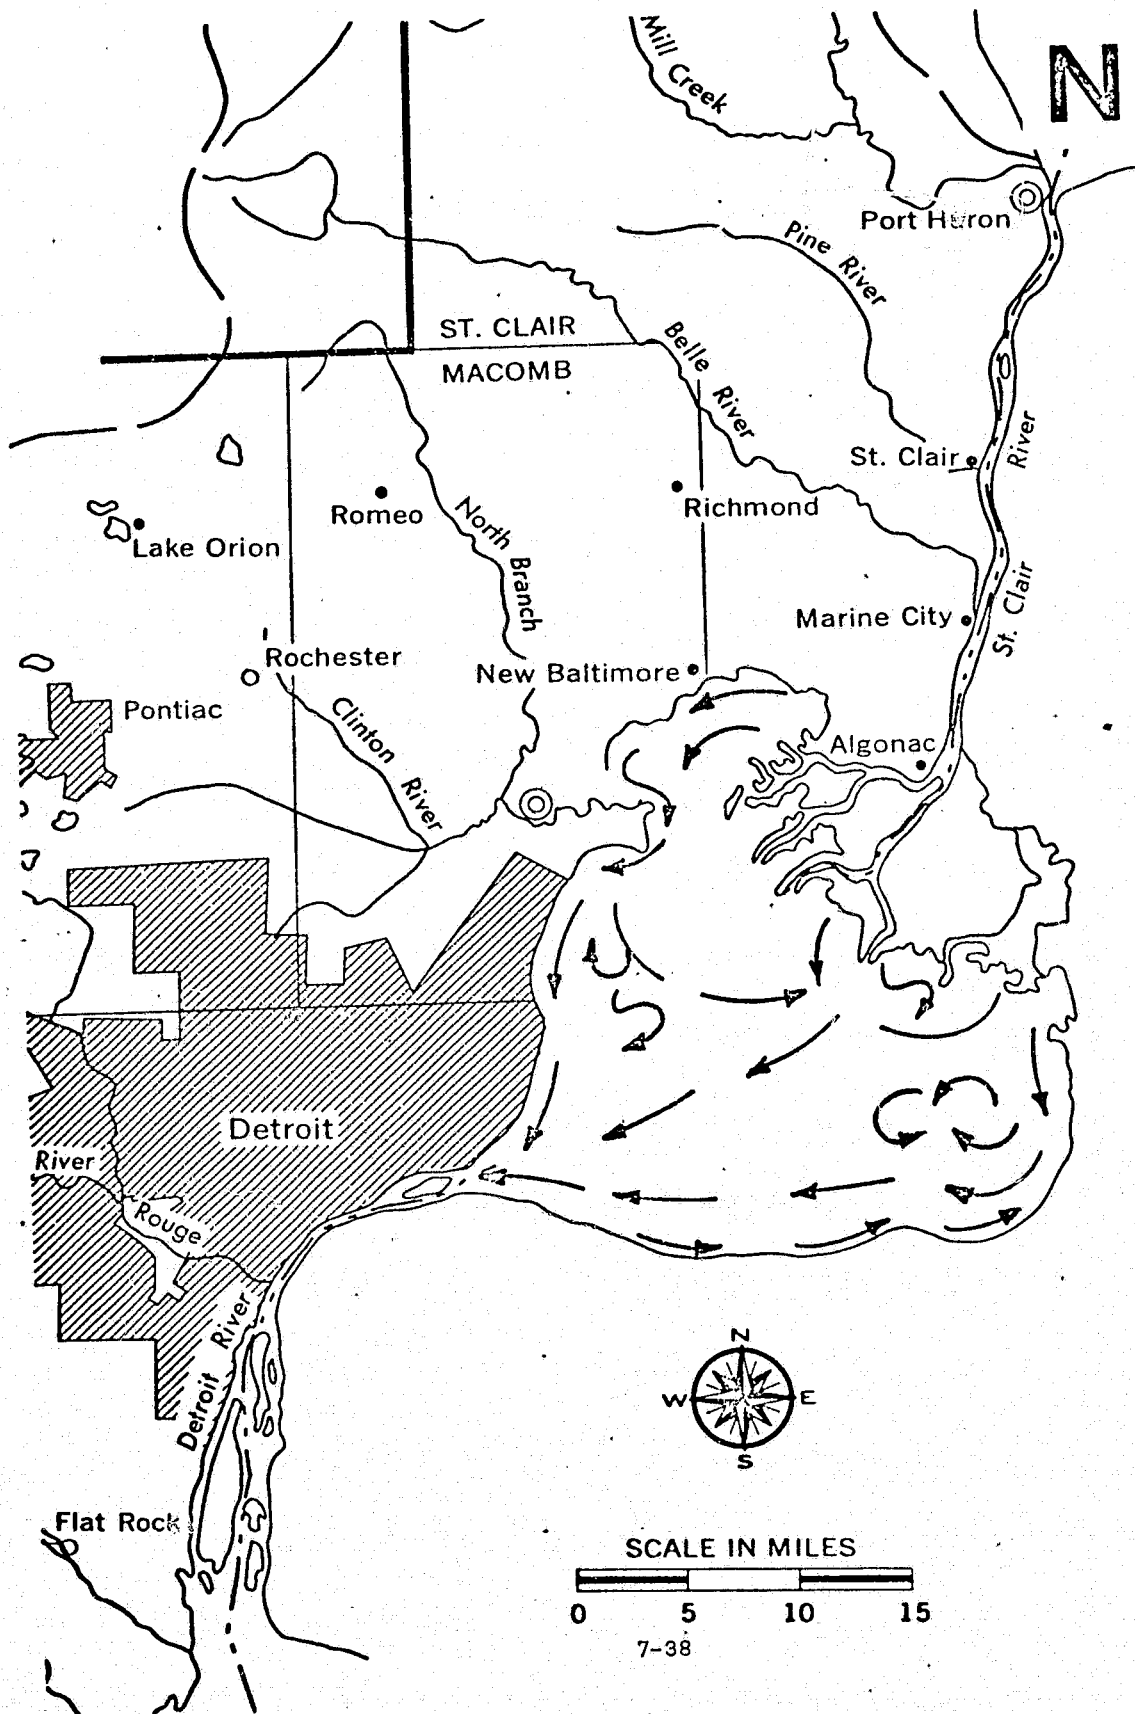 N
Mill Creek
Port Huron
Pine River
ST. CLAIR
MACOMB
Belle River
St. Clair
River
Richmond
Romeo
North Branch
Lake Orion
St. Clair
Marine City
Rochester
New Baltimore
Pontiac
Clinton River
Algonac
Detroit
River
Rouge
Detroit River
N
W E
S
Flat Rock
SCALE IN MILES
0 5 10 15
7-38